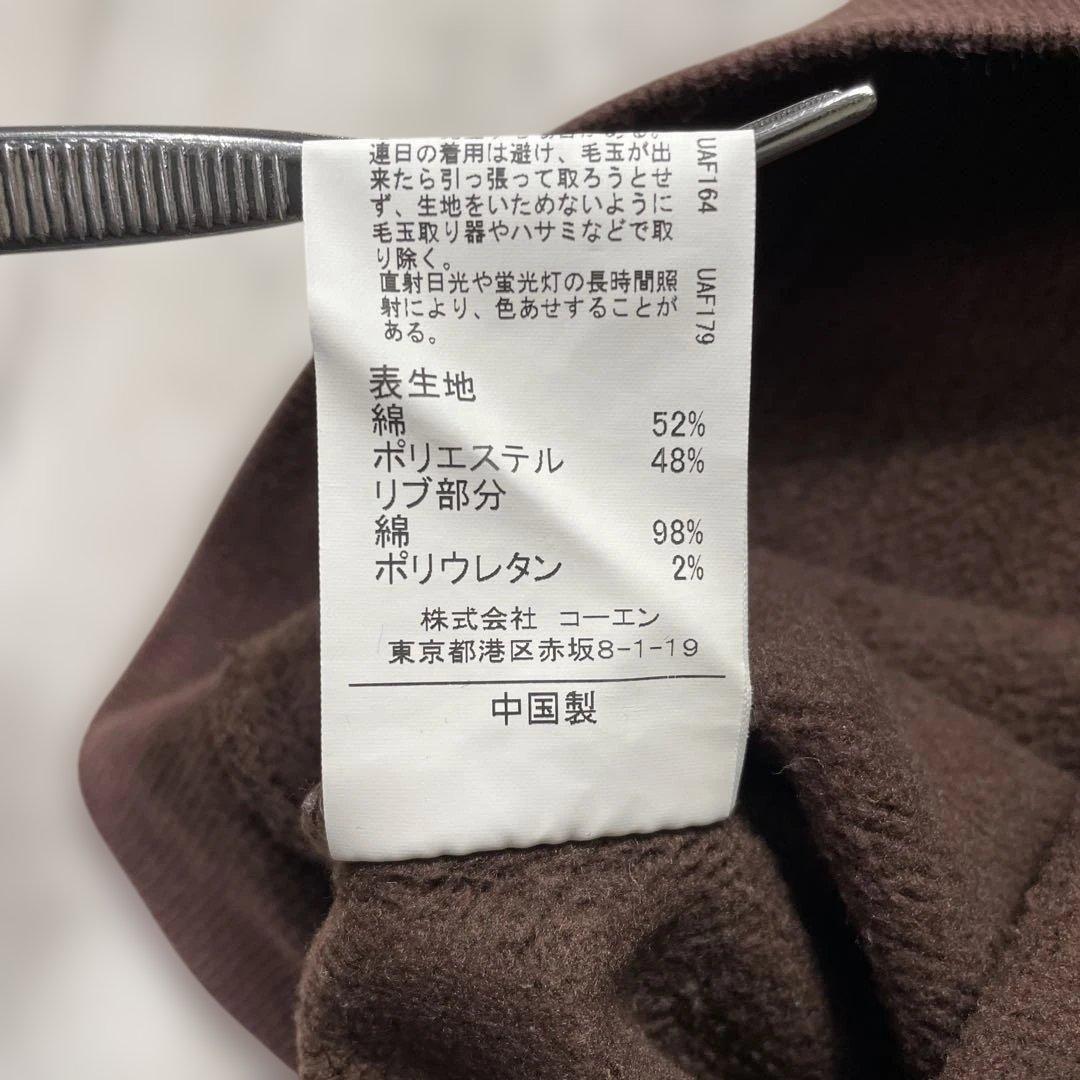 場合がある。
連日の着用は避け、毛玉が出
来たら引っ張って取ろうとせ
ず、生地をいためないように
毛玉取り器やハサミなどで取
り除く。
直射日光や蛍光灯の長時間照
射により、色あせすることが
ある。
UAF164
UAF179
表生地
綿 52%
ポリエステル 48%
リブ部分
綿 98%
ポリウレタン 2%
株式会社 コーエン
東京都港区赤坂8-1-19
中国製